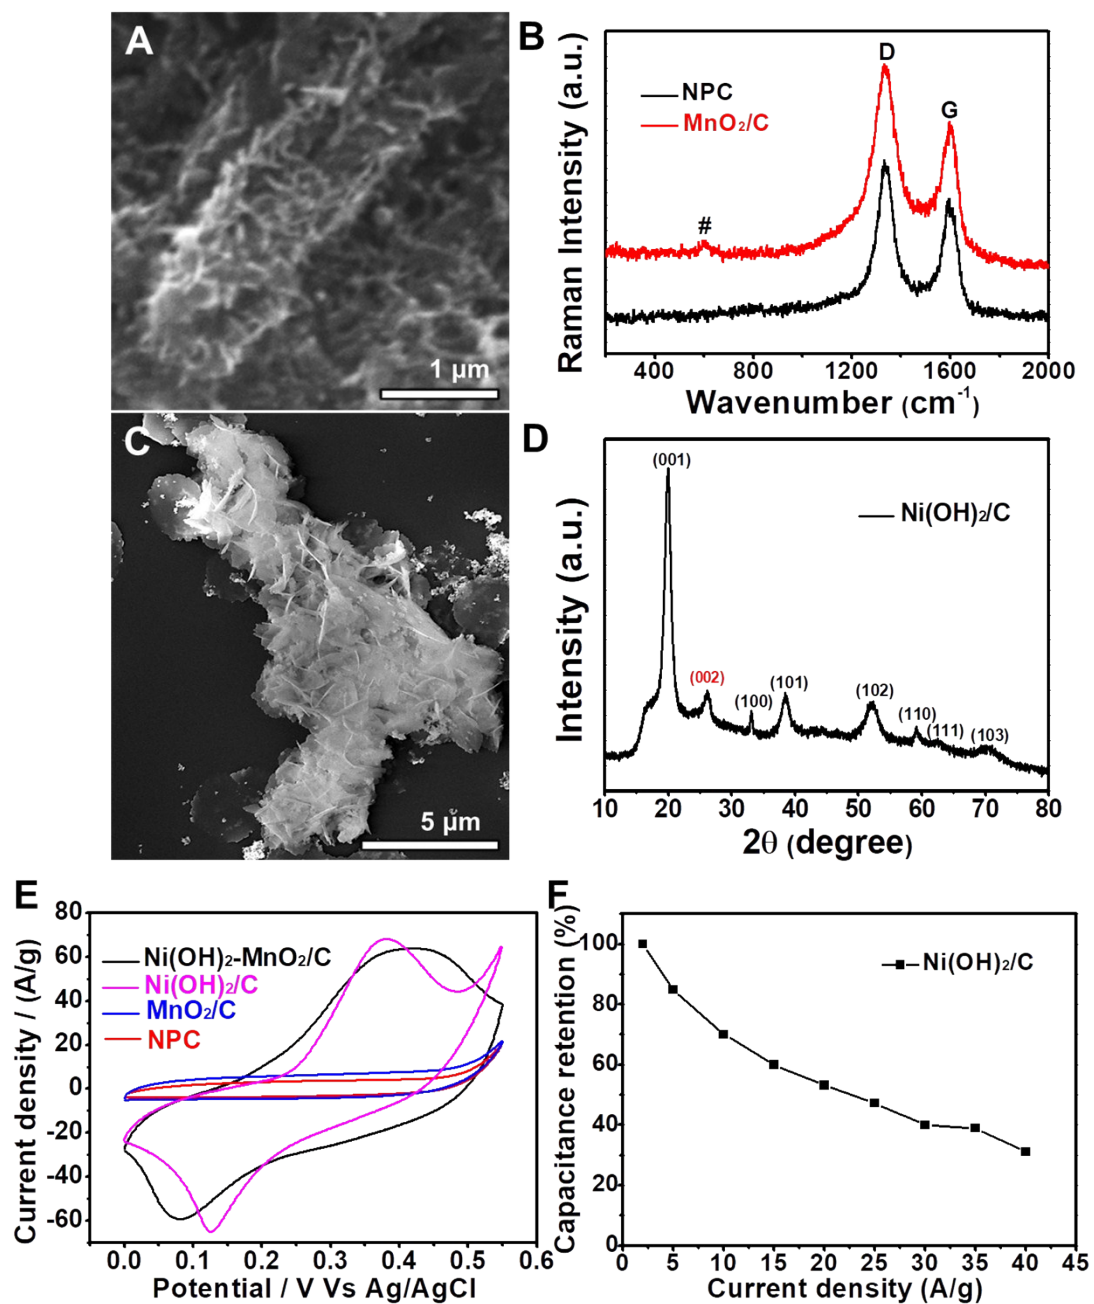 A
1 μm
B
Raman Intensity (a.u.)
NPC
MnO₂/C
#
D
G
400 800 1200 1600 2000
Wavenumber (cm⁻¹)
C
5 μm
D
Intensity (a.u.)
Ni(OH)₂/C
(001)
(002)
(100)
(101)
(102)
(110)
(111)
(103)
10 20 30 40 50 60 70 80
2θ (degree)
E
Current density / (A/g)
80
60
40
20
0
-20
-40
-60
Ni(OH)₂-MnO₂/C
Ni(OH)₂/C
MnO₂/C
NPC
0.0 0.1 0.2 0.3 0.4 0.5 0.6
Potential / V Vs Ag/AgCl
F
Capacitance retention (%)
100
80
60
40
20
0
Ni(OH)₂/C
0 5 10 15 20 25 30 35 40 45
Current density (A/g)